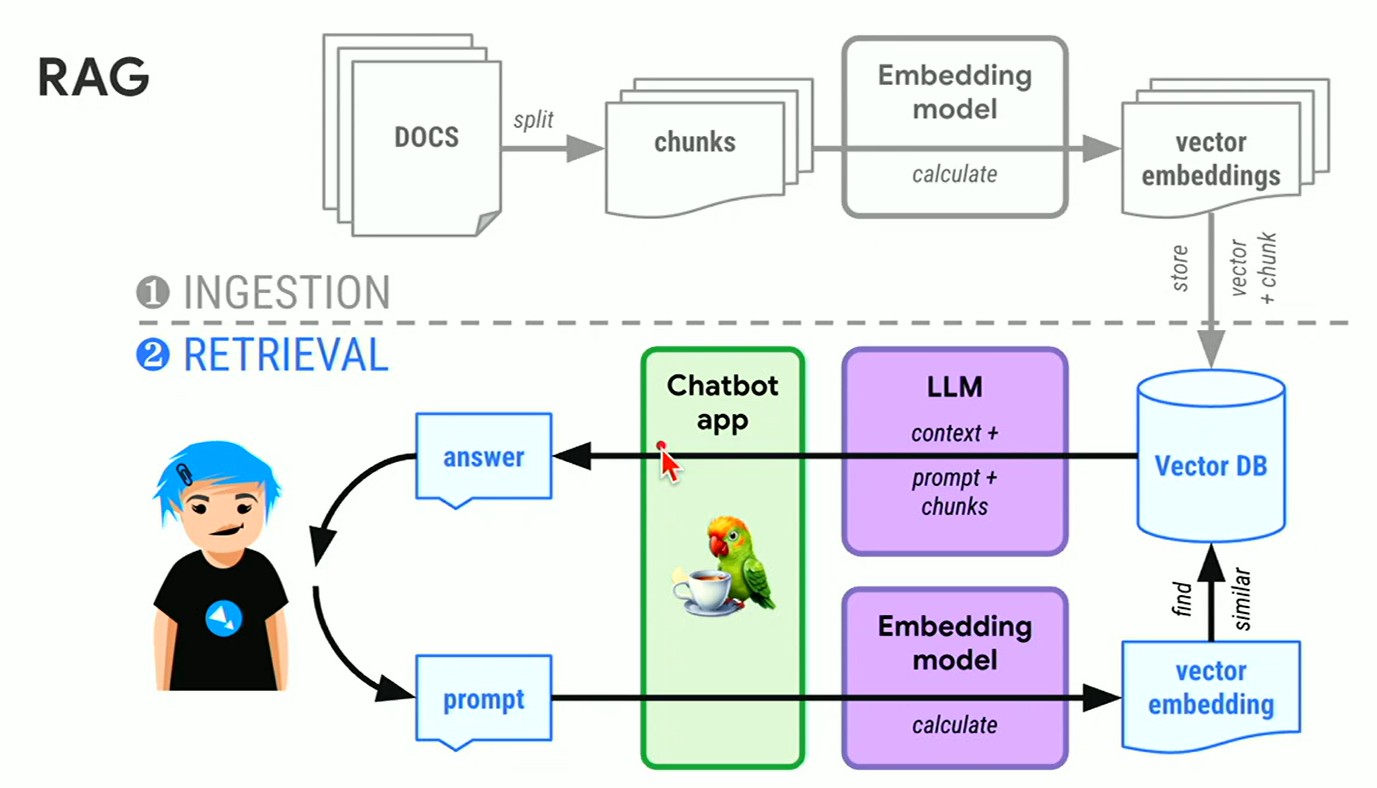 RAG
DOCS
split
chunks
Embedding
model
calculate
vector
embeddings
store
vector
+ chunk
❶ INGESTION
❷ RETRIEVAL
Chatbot
app
LLM
context +
prompt +
chunks
Vector DB
answer
find
similar
prompt
Embedding
model
calculate
vector
embedding